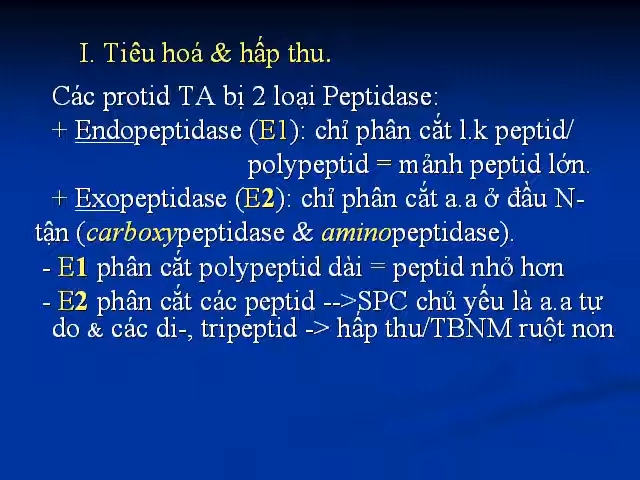 I. Tiêu hoá & hấp thu.
Các protid TA bị 2 loại Peptidase:
+ Endopeptidase (E1): chỉ phân cắt l.k peptid/
polypeptid = mảnh peptid lớn.
+ Exopeptidase (E2): chỉ phân cắt a.a ở đầu N-
tận (carboxypeptidase & aminopeptidase).
- E1 phân cắt polypeptid dài = peptid nhỏ hơn
- E2 phân cắt các peptid -->SPC chủ yếu là a.a tự
do & các di-, tripeptid -> hấp thu/TBNM ruột non